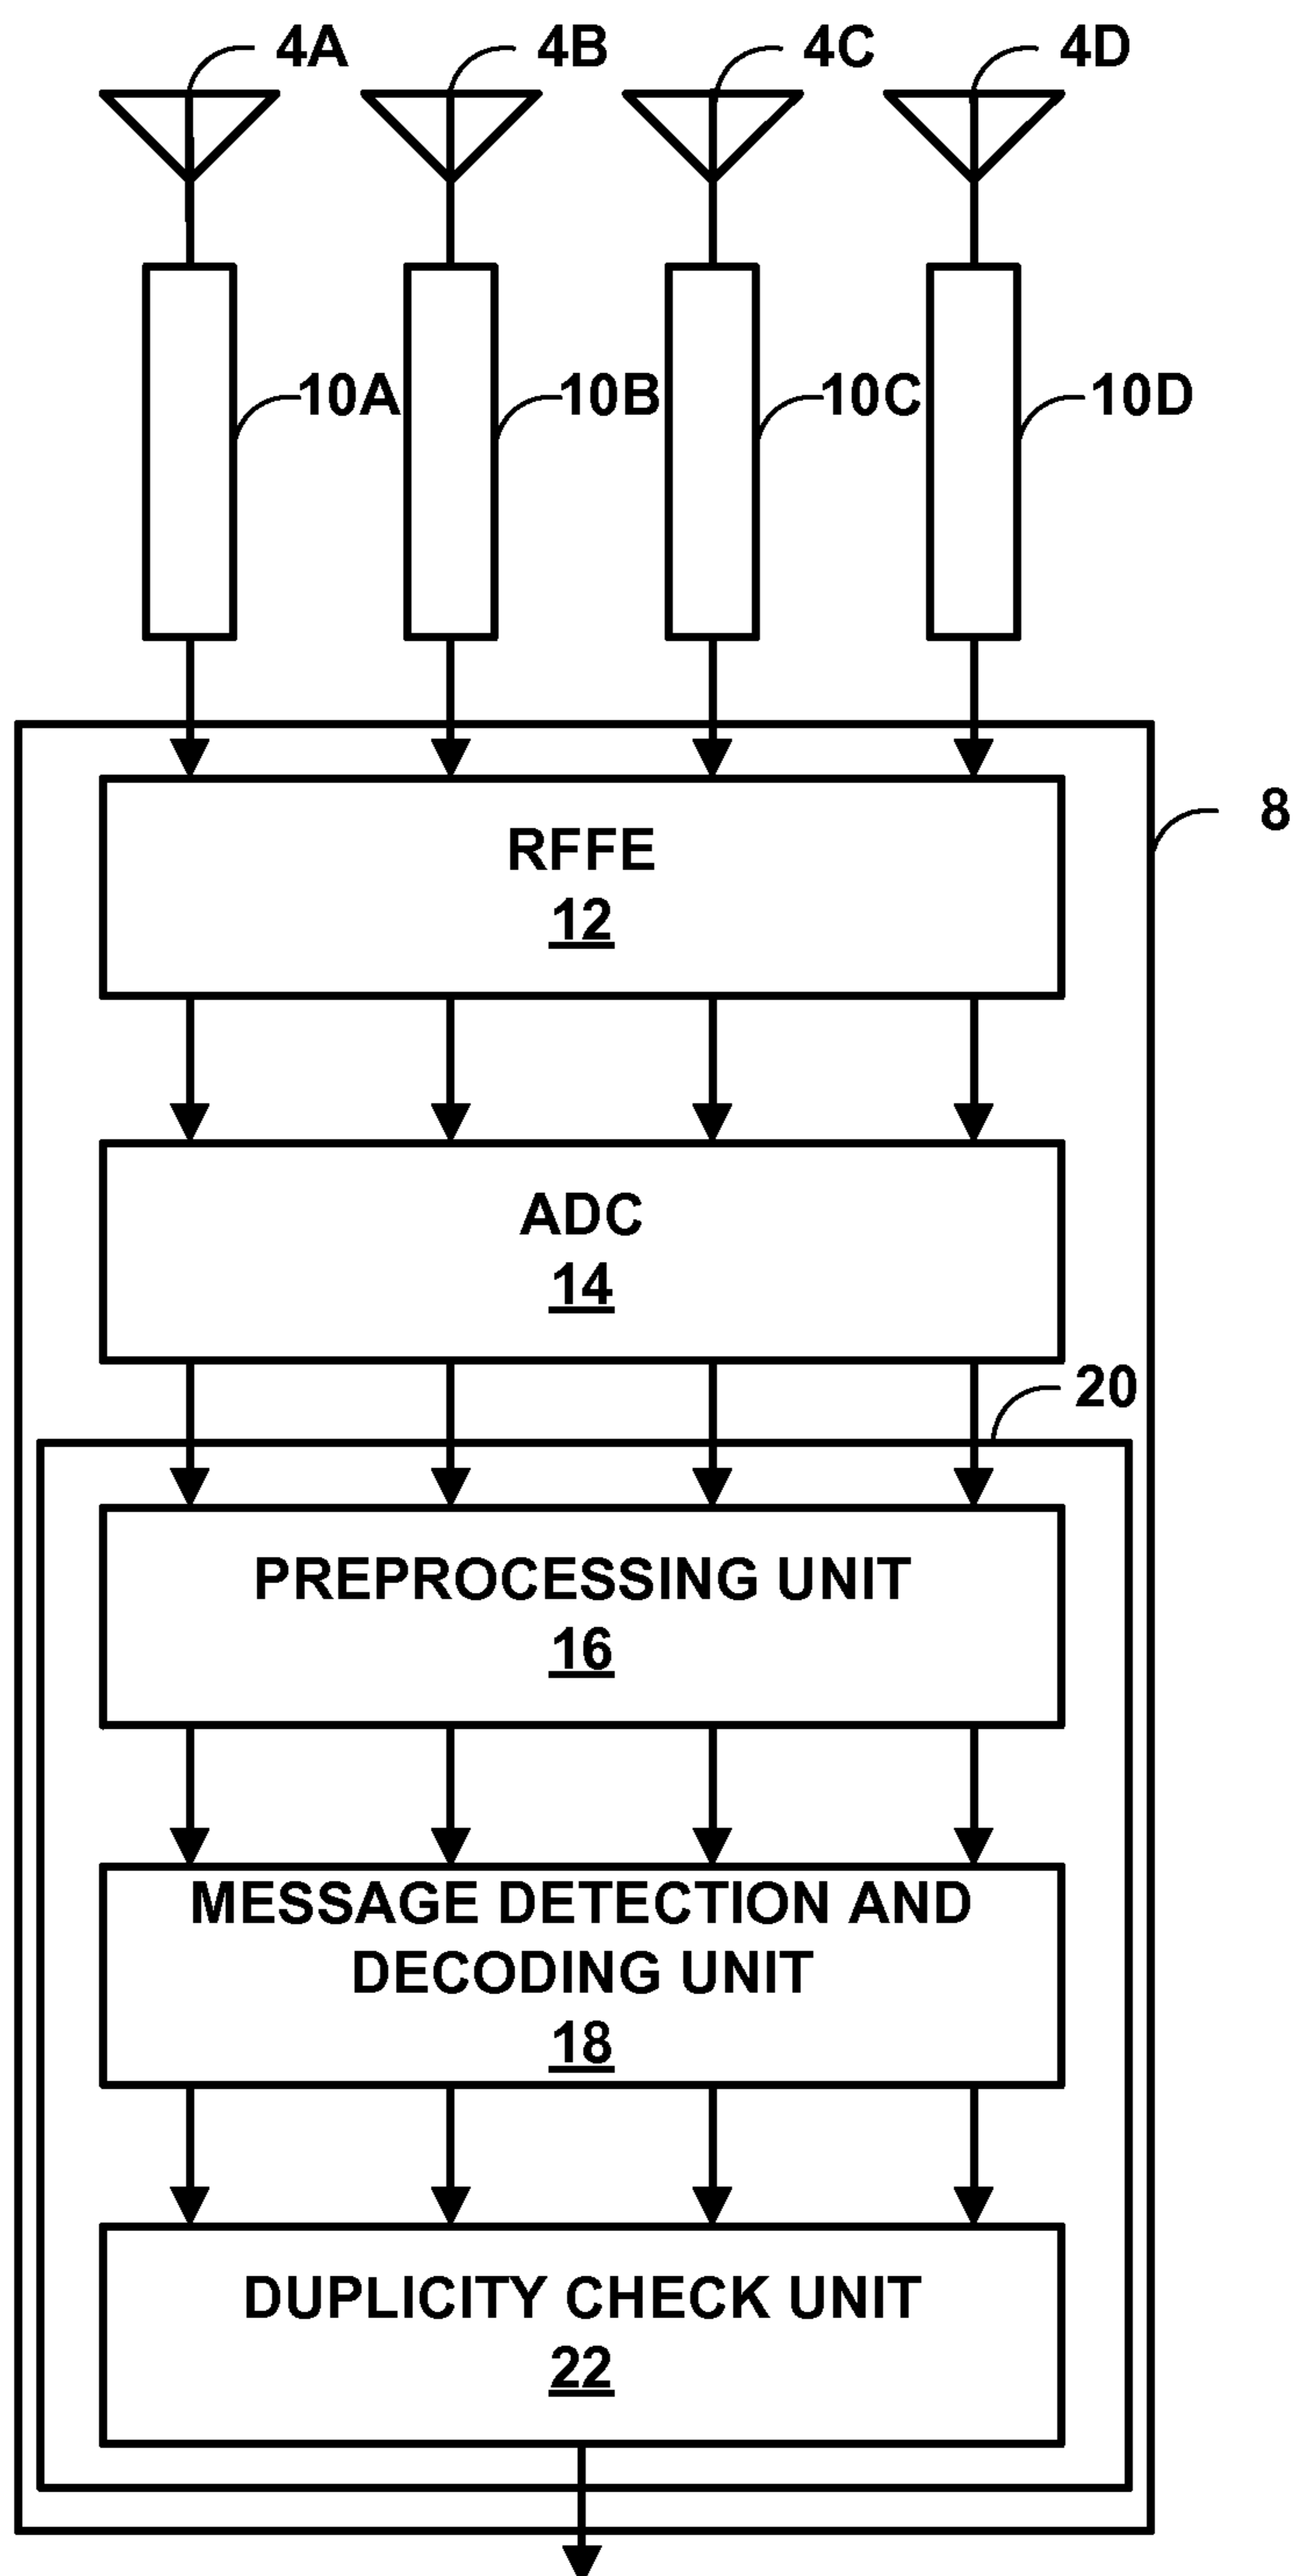 4A 4B 4C 4D
10A 10B 10C 10D
8
RFFE
12
ADC
14
20
PREPROCESSING UNIT
16
MESSAGE DETECTION AND
DECODING UNIT
18
DUPLICITY CHECK UNIT
22